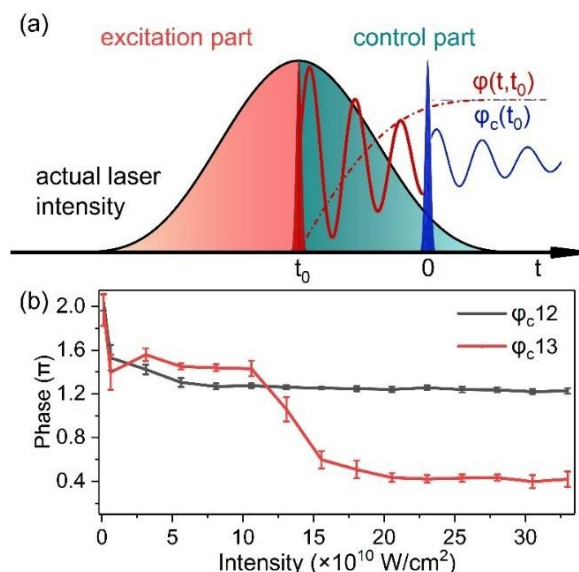 (a)
excitation part
control part
φ(t,t₀)
φc(t₀)
actual laser
intensity
t₀
0
t
(b)
2.0
1.6
1.2
0.8
0.4
Phase (π)
φc12
φc13
0
5
10
15
20
25
30
Intensity (×10¹⁰ W/cm²)